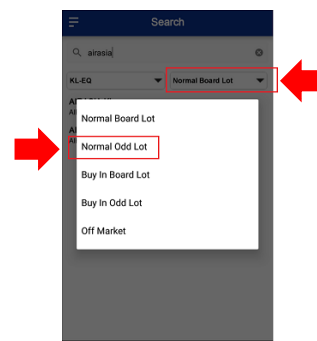 Search
airasia
KL-EQ
Normal Board Lot
Normal Board Lot
Normal Odd Lot
Buy In Board Lot
Buy In Odd Lot
Off Market